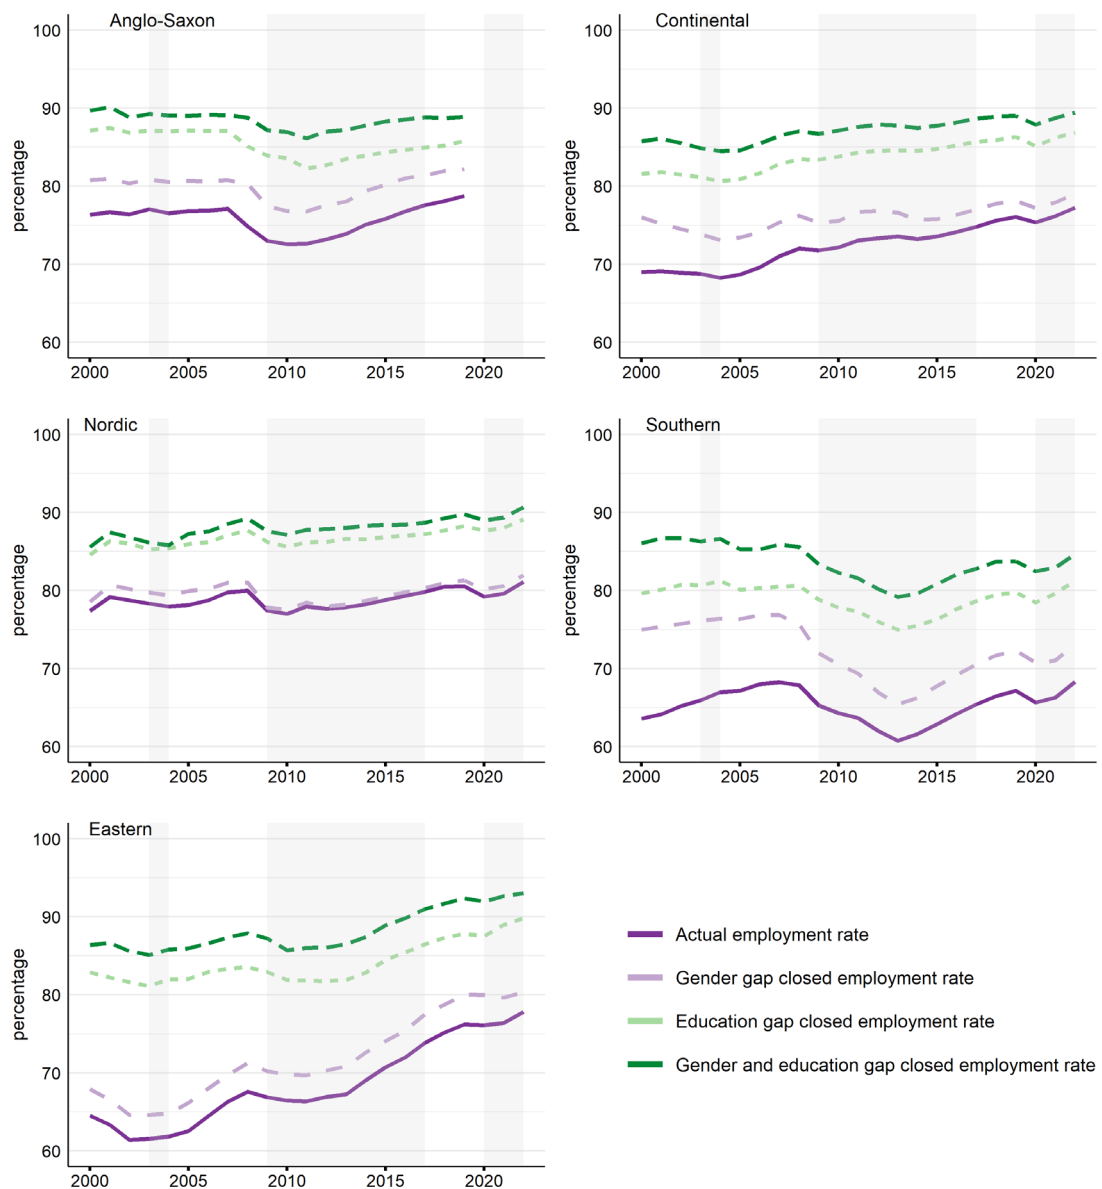 Anglo-Saxon
percentage
100
90
80
70
60
2000 2005 2010 2015 2020
Continental
percentage
100
90
80
70
60
2000 2005 2010 2015 2020
Nordic
percentage
100
90
80
70
60
2000 2005 2010 2015 2020
Southern
percentage
100
90
80
70
60
2000 2005 2010 2015 2020
Eastern
percentage
100
90
80
70
60
2000 2005 2010 2015 2020
Actual employment rate
Gender gap closed employment rate
Education gap closed employment rate
Gender and education gap closed employment rate